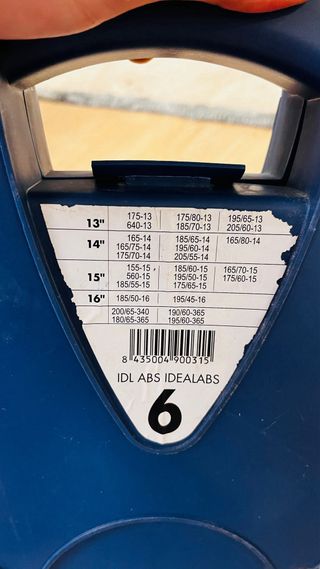 13" 175-13 175/80-13 195/65-13
640-13 185/70-13 205/60-13
14" 165-14 185/65-14 165/80-14
165/75-14 195/60-14
175/70-14 205/55-14
15" 155-15 185/60-15 165/70-15
560-15 195/50-15 175/60-15
185/55-15 175/65-15
16" 185/50-16 195/45-16
200/65-340 190/60-365
180/65-365 195/60-365
8 435004 900315
IDL ABS IDEALABS
6